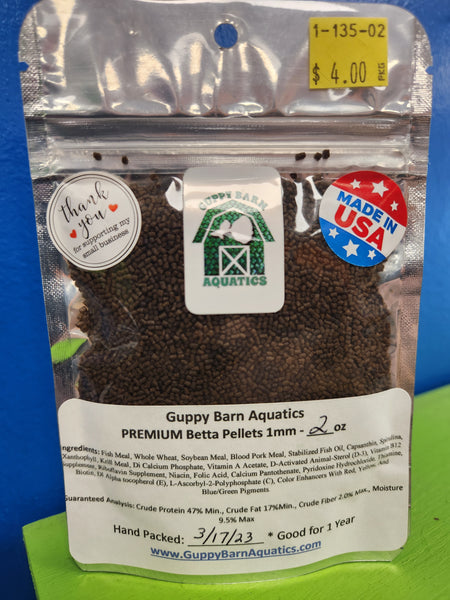 1-135-02
$ 4.00 PKG
thank
you
for supporting my
small business
GUPPY BARN
AQUATICS
MADE IN
USA
Guppy Barn Aquatics
PREMIUM Betta Pellets 1mm - 2 oz
Ingredients: Fish Meal, Whole Wheat, Soybean Meal, Blood Pork Meal, Stabilized Fish Oil, Capsanthin, Spirulina,
Xanthophyll, Krill Meal, Di Calcium Phosphate, Vitamin A Acetate, D-Activated Animal-Sterol (D-3), Vitamin B12
Supplement, Riboflavin Supplement, Niacin, Folic Acid, Calcium Pantothenate, Pyridoxine Hydrochloride, Thiamine,
Biotin, Dl Alpha tocopherol (E), L-Ascorbyl-2-Polyphosphate (C), Color Enhancers With Red, Yellow, And
Blue/Green Pigments.
Guaranteed Analysis: Crude Protein 47% Min., Crude Fat 17%Min., Crude Fiber 2.0% Max., Moisture
9.5% Max
Hand Packed: 3/17/23 * Good for 1 Year
www.GuppyBarnAquatics.com